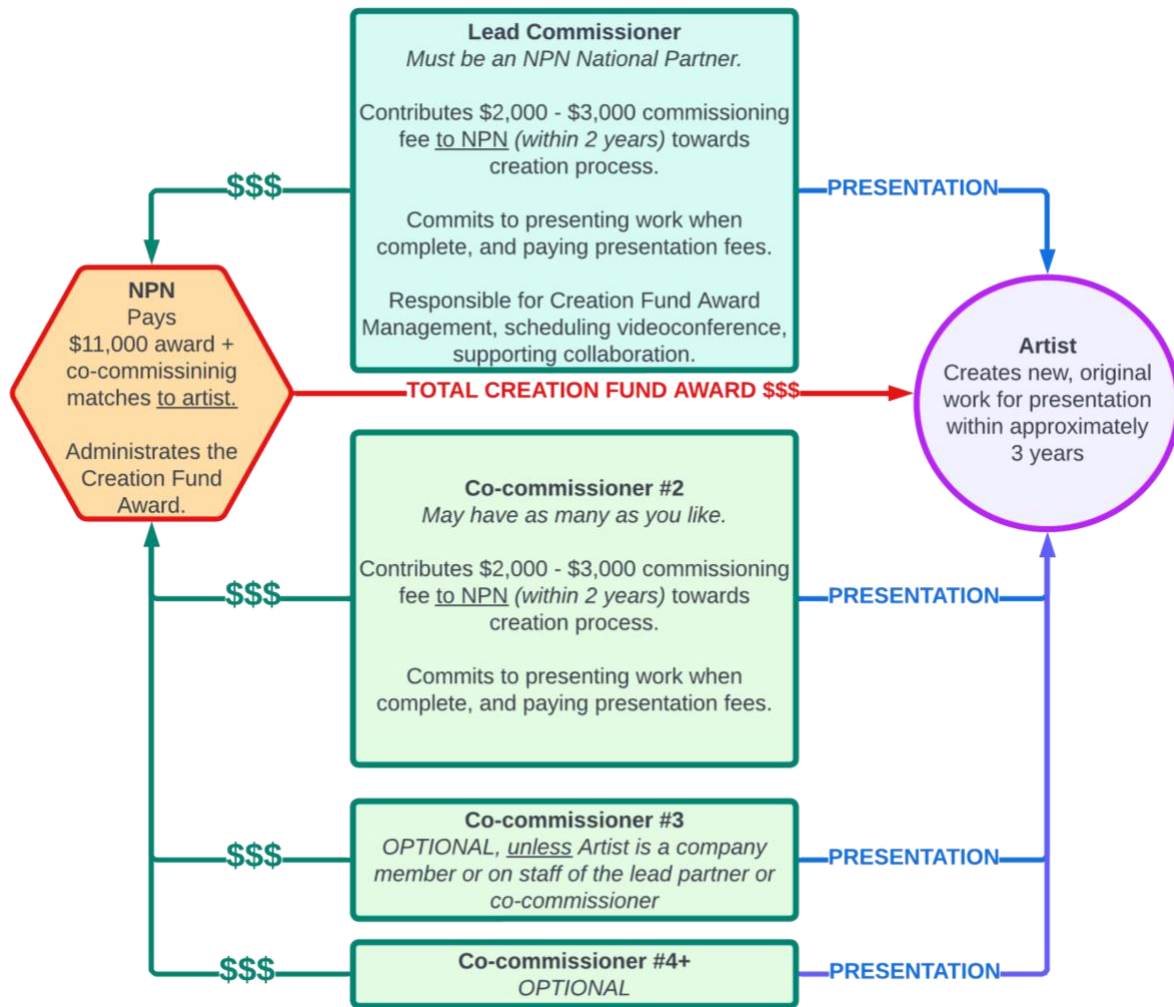 Lead Commissioner
Must be an NPN National Partner.
Contributes $2,000 - $3,000 commissioning
fee to NPN (within 2 years) towards
creation process.
Commits to presenting work when
complete, and paying presentation fees.
Responsible for Creation Fund Award
Management, scheduling videoconference,
supporting collaboration.
$$$
PRESENTATION
NPN
Pays
$11,000 award +
co-commissininig
matches to artist.
Administrates the
Creation Fund
Award.
TOTAL CREATION FUND AWARD $$$
Artist
Creates new, original
work for presentation
within approximately
3 years
Co-commissioner #2
May have as many as you like.
Contributes $2,000 - $3,000 commissioning
fee to NPN (within 2 years) towards
creation process.
Commits to presenting work when
complete, and paying presentation fees.
$$$
PRESENTATION
Co-commissioner #3
OPTIONAL, unless Artist is a company
member or on staff of the lead partner or
co-commissioner
$$$
PRESENTATION
Co-commissioner #4+
OPTIONAL
$$$
PRESENTATION